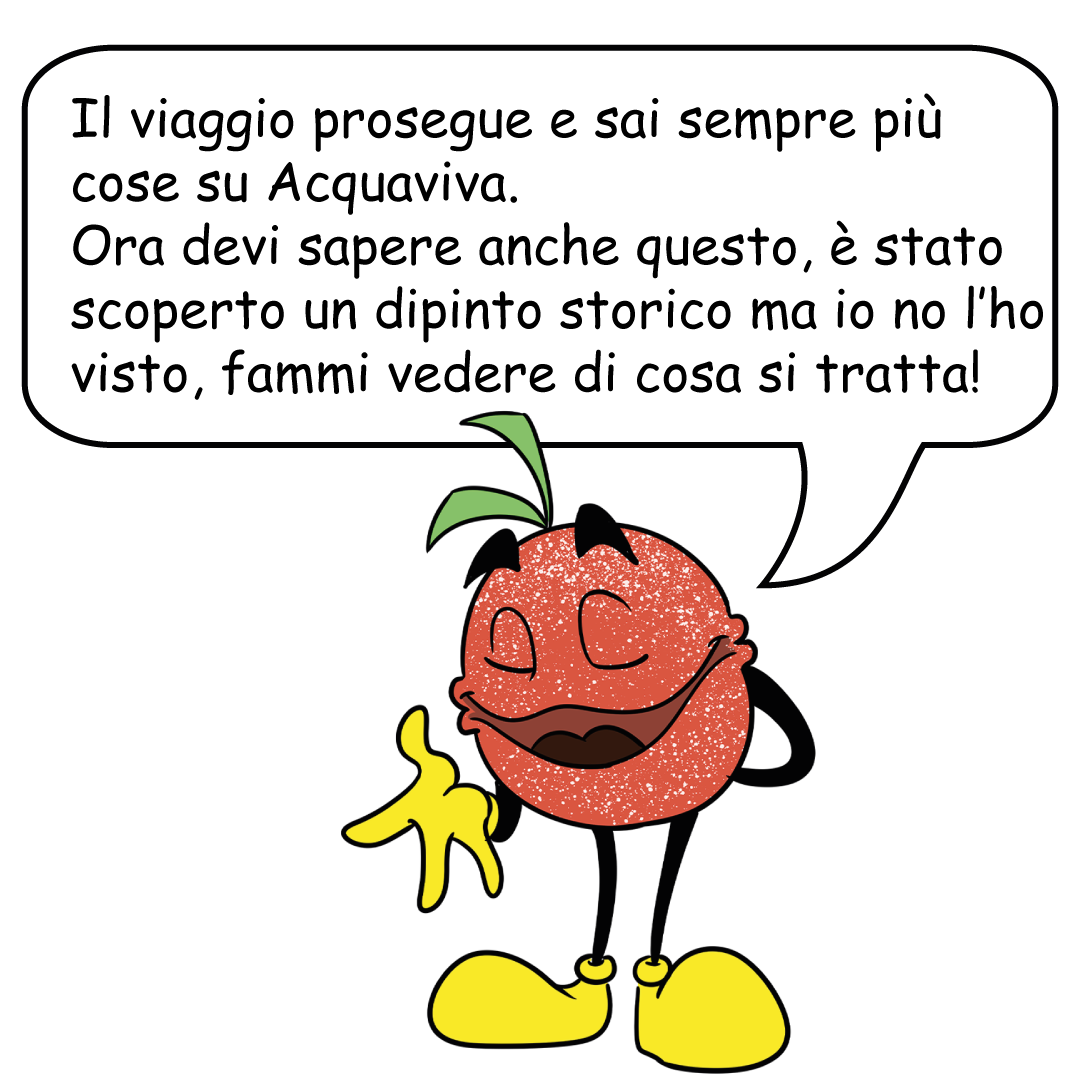 Il viaggio prosegue e sai sempre più
cose su Acquaviva.
Ora devi sapere anche questo, è stato
scoperto un dipinto storico ma io no l'ho
visto, fammi vedere di cosa si tratta!